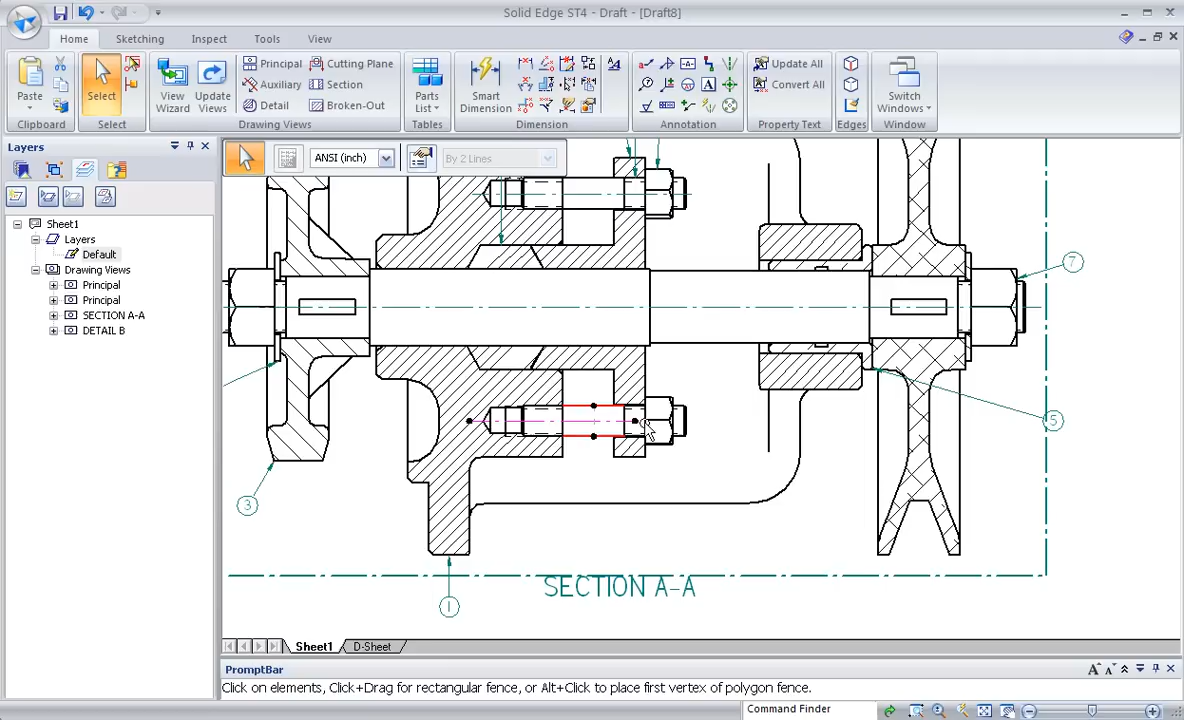 Solid Edge ST4 - Draft - [Draft8]
Home
Sketching
Inspect
Tools
View
Paste
Clipboard
Select
Select
View Wizard
Update Views
Principal
Auxiliary
Detail
Cutting Plane
Section
Broken-Out
Drawing Views
Parts List
Tables
Smart Dimension
Dimension
Annotation
Update All
Convert All
Property Text
Edges
Switch Windows
Window
Layers
ANSI (inch)
By 2 Lines
Sheet1
Layers
Default
Drawing Views
Principal
Principal
SECTION A-A
DETAIL B
7
5
3
SECTION A-A
1
Sheet1
D-Sheet
PromptBar
Click on elements, Click+Drag for rectangular fence, or Alt+Click to place first vertex of polygon fence.
Command Finder